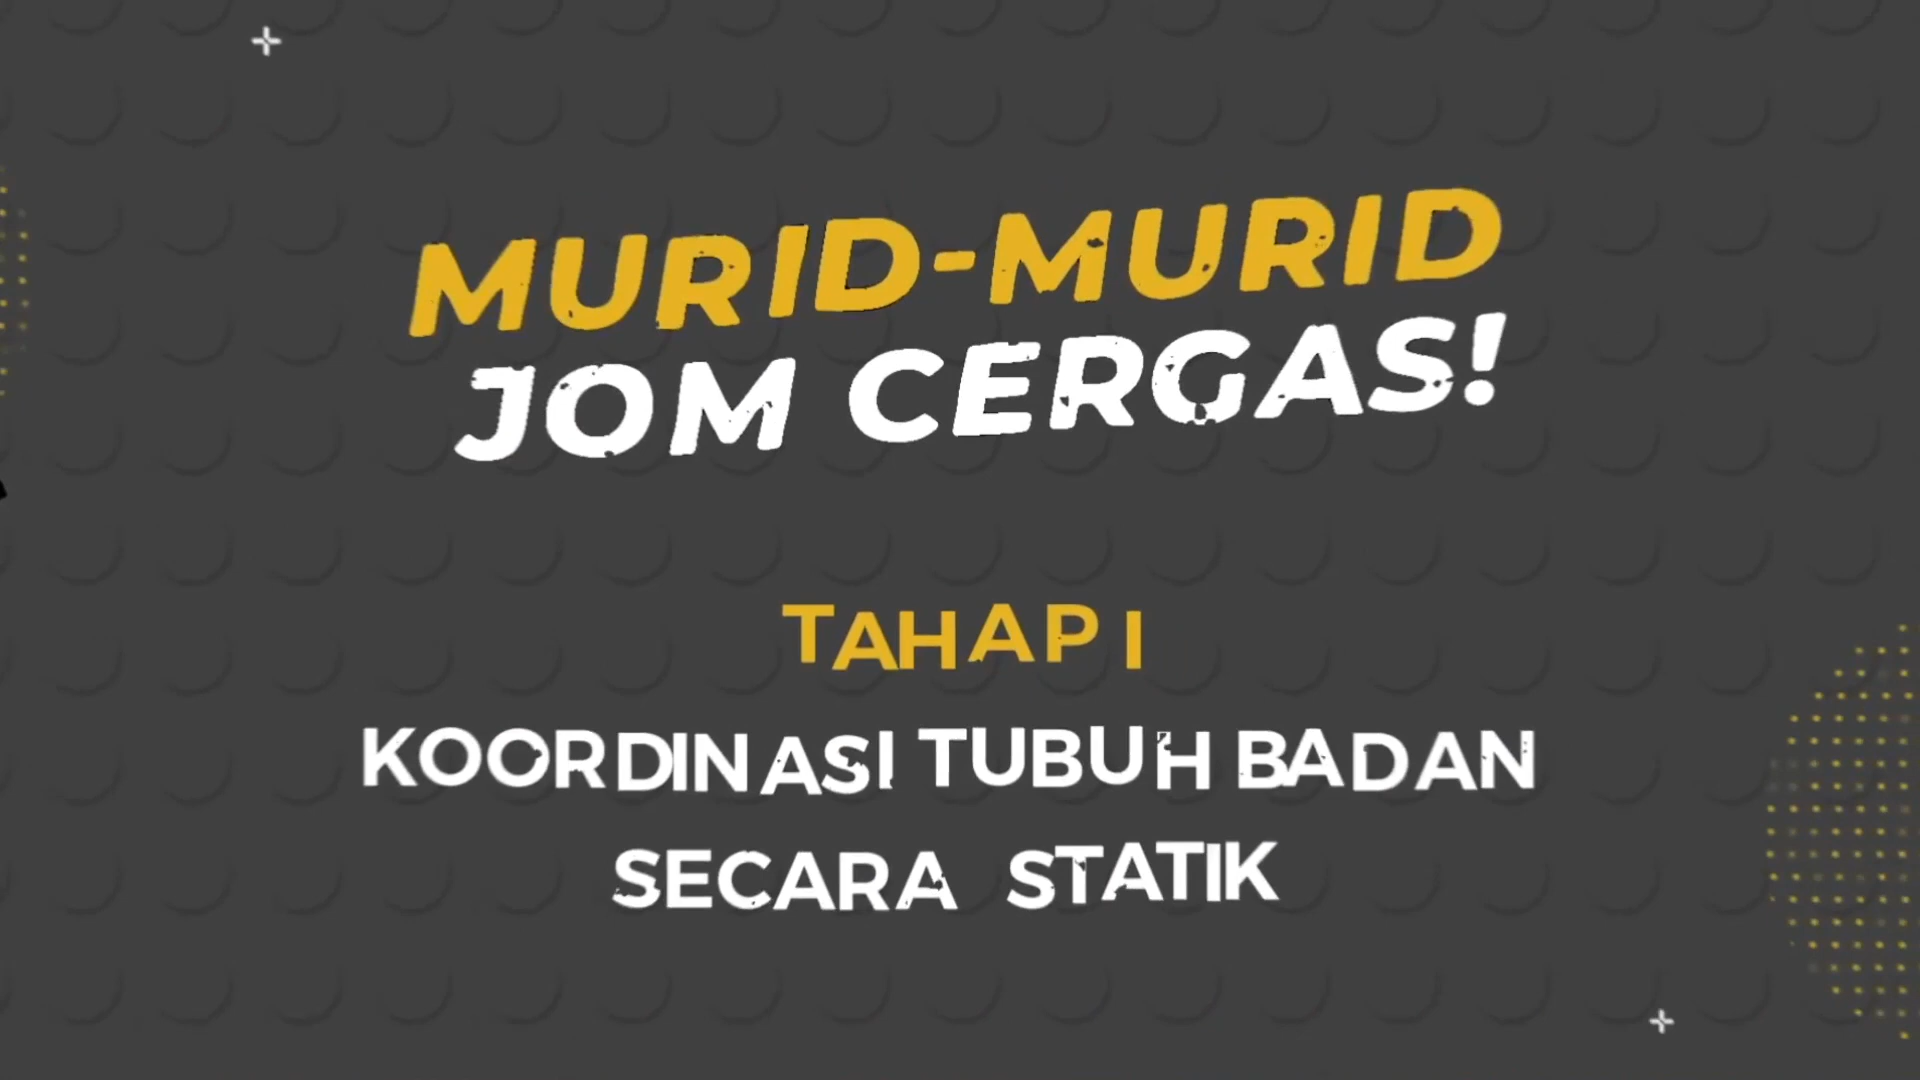 MURID-MURID
JOM CERGAS!
TAHAP I
KOORDINASI TUBUH BADAN
SECARA STATIK